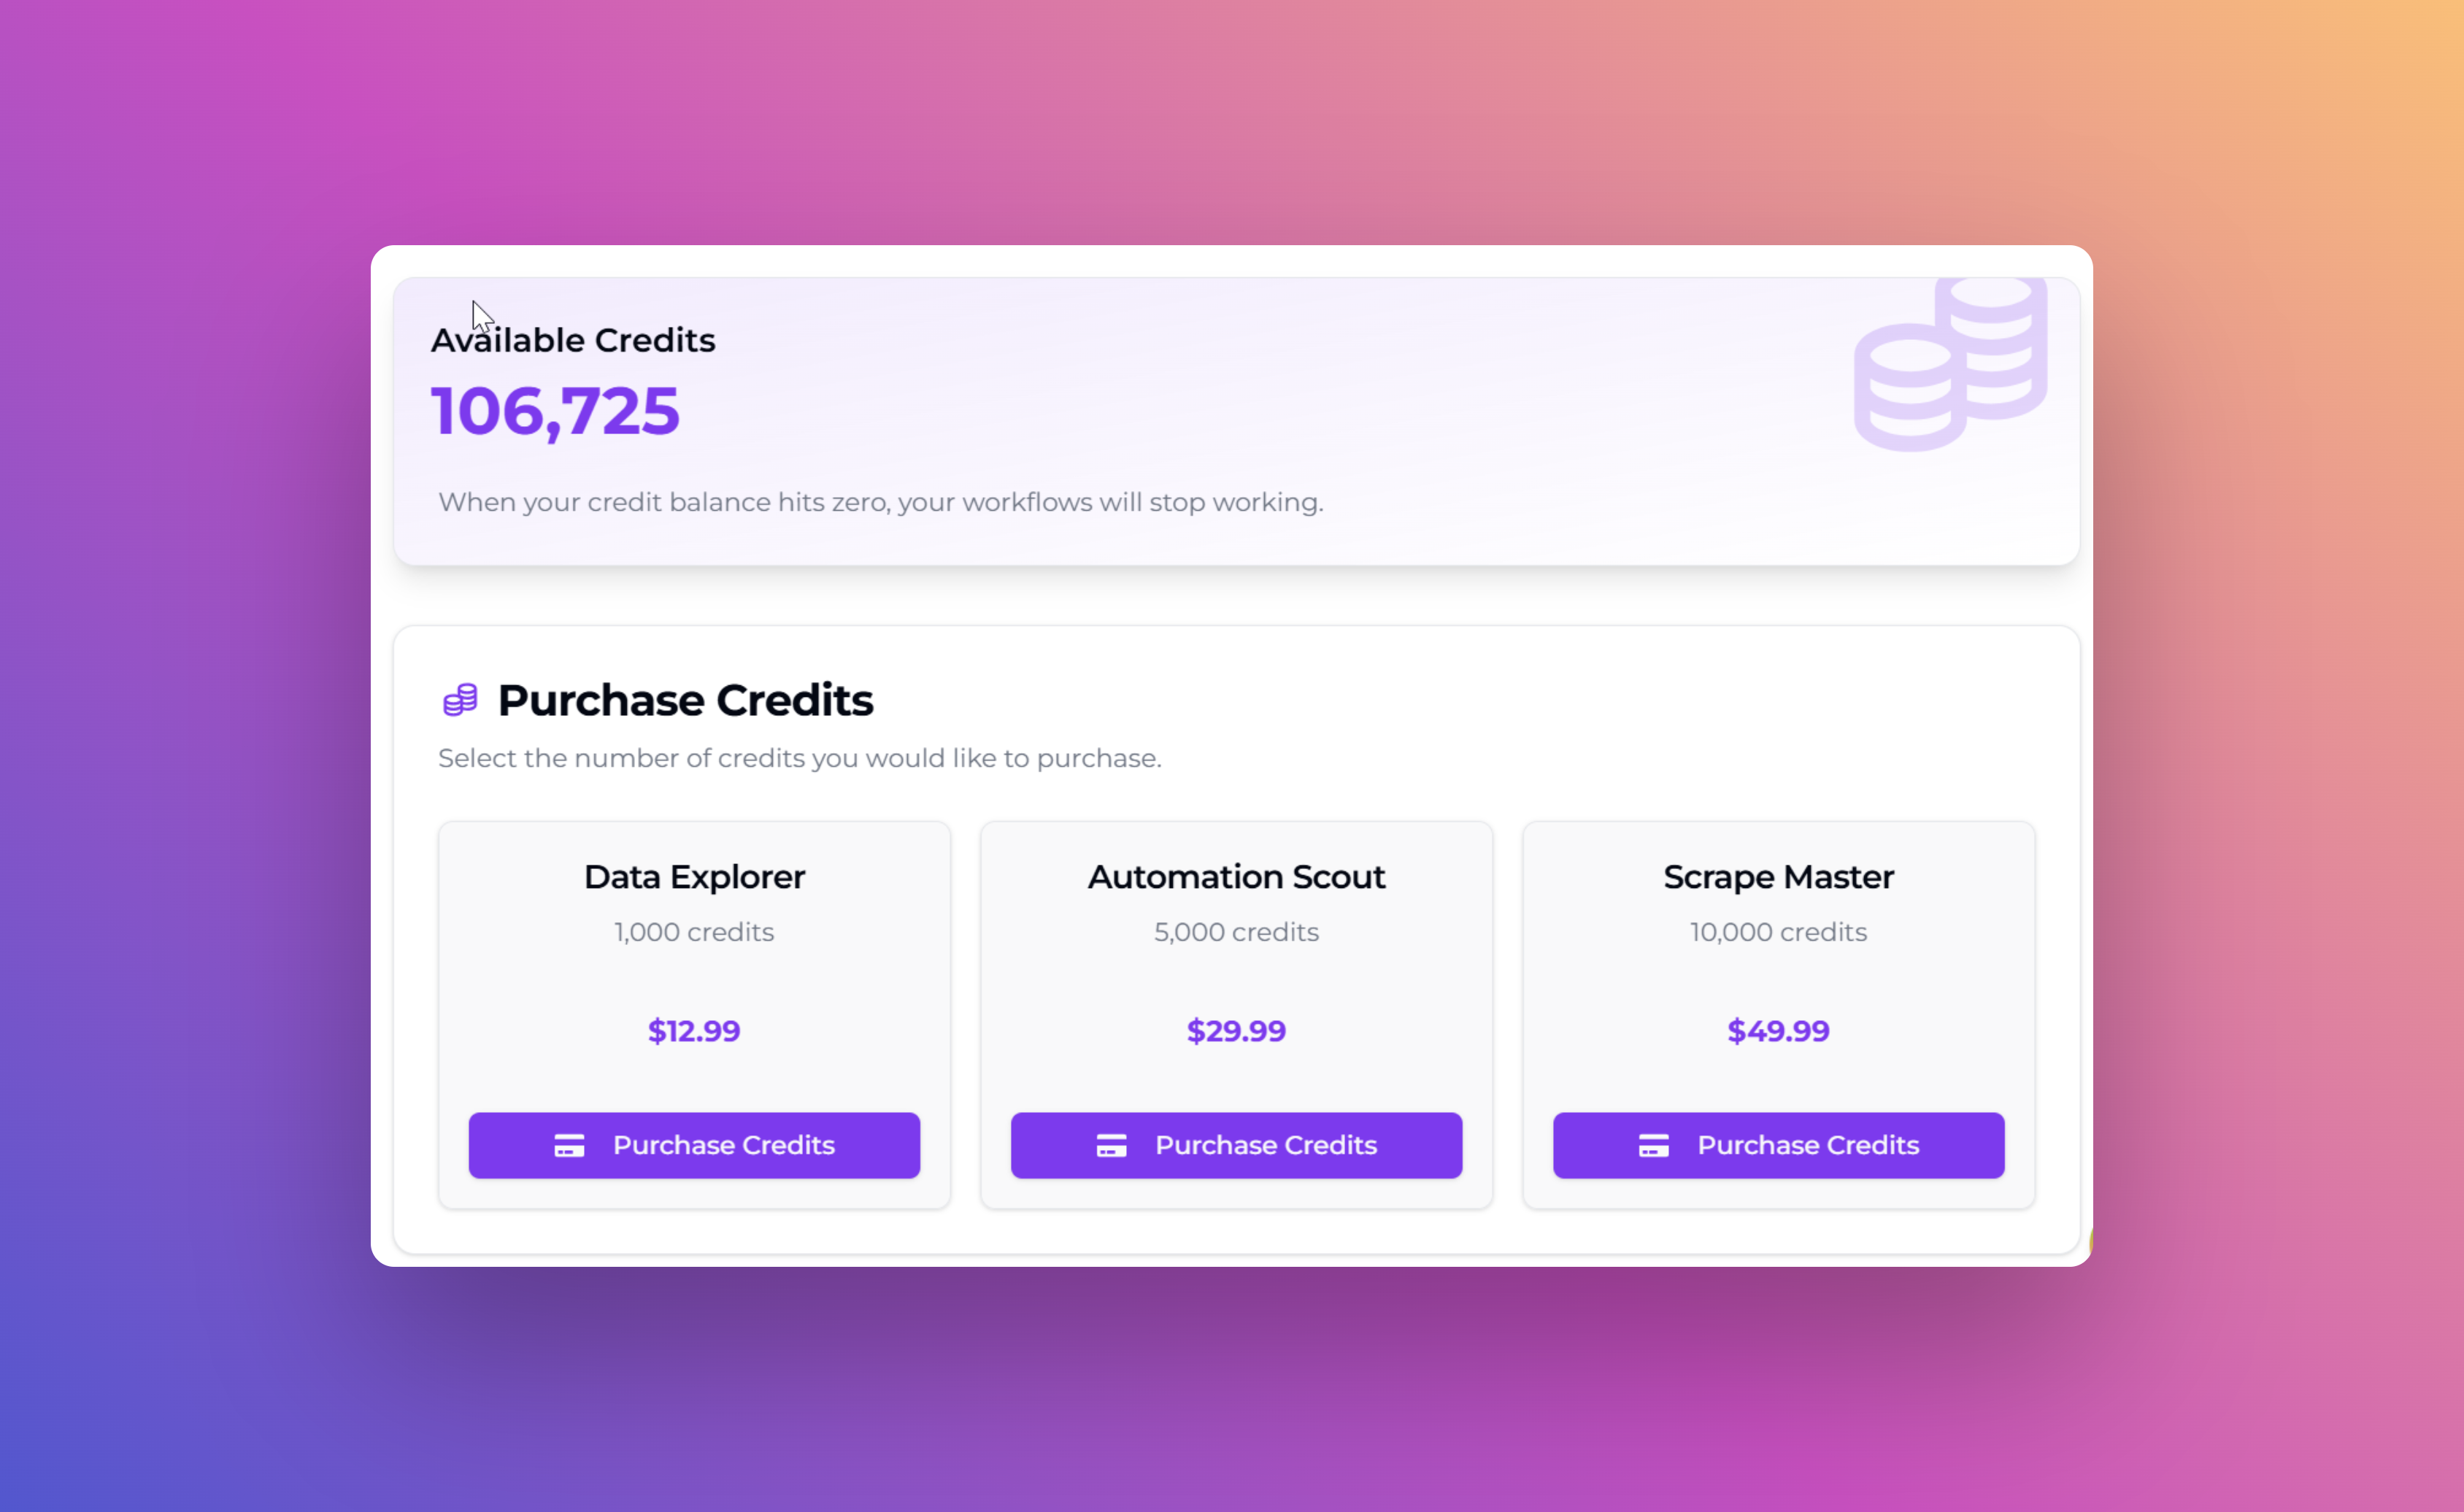 Available Credits
106,725
When your credit balance hits zero, your workflows will stop working.
Purchase Credits
Select the number of credits you would like to purchase.
Data Explorer
1,000 credits
$12.99
Purchase Credits
Automation Scout
5,000 credits
$29.99
Purchase Credits
Scrape Master
10,000 credits
$49.99
Purchase Credits